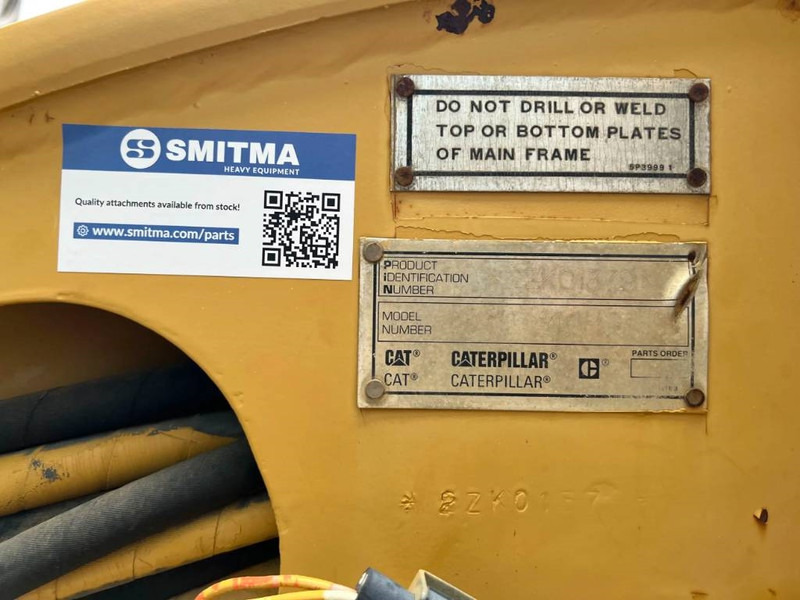 SMITMA
HEAVY EQUIPMENT
Quality attachments available from stock!
www.smitma.com/parts
DO NOT DRILL OR WELD
TOP OR BOTTOM PLATES
OF MAIN FRAME
PRODUCT
IDENTIFICATION
NUMBER
MODEL
NUMBER
CAT® CATERPILLAR® C®
CAT® CATERPILLAR®
PARTS ORDER